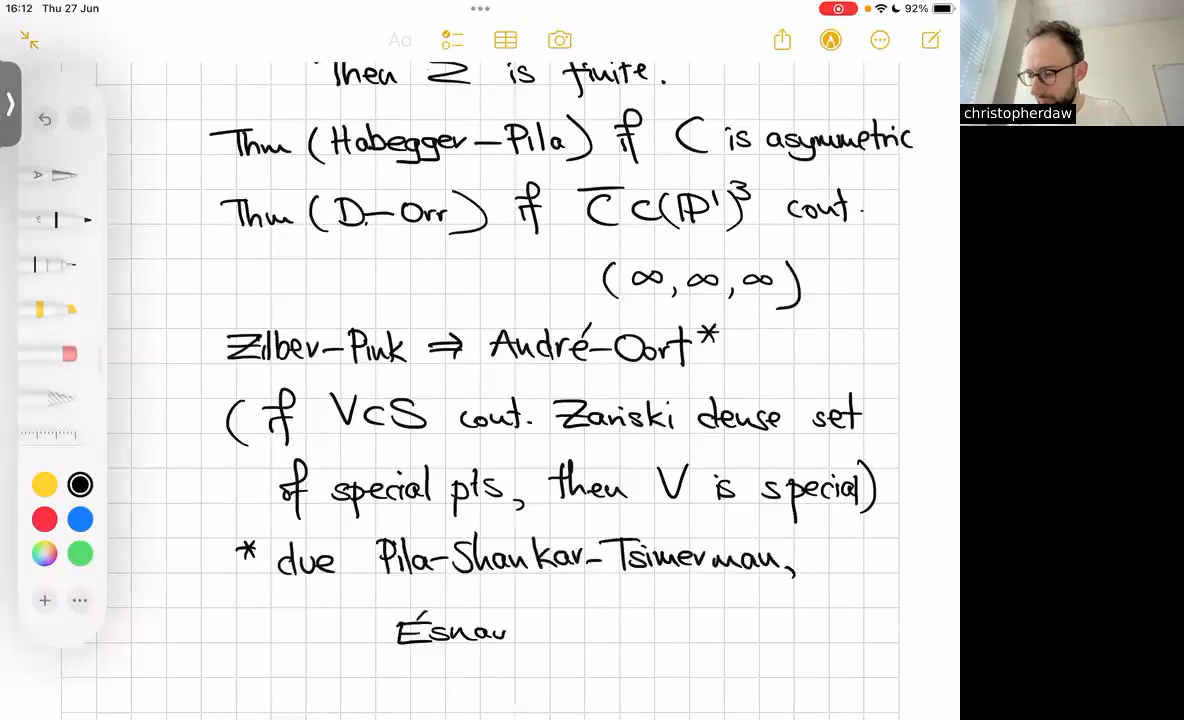 16:12 Thu 27 Jun
92%
Aa
Then Z is finite.
Thm (Habegger-Pila) if C is asymmetric
Thm (D.-Orr) if C̅ ⊂ (ℙ¹)³ cont.
(∞, ∞, ∞)
Zilber-Pink ⇒ André-Oort*
(if V⊂S cont. Zariski dense set
of special pts, then V is special)
* due Pila-Shankar-Tsimerman,
Ésnau
christopherdaw